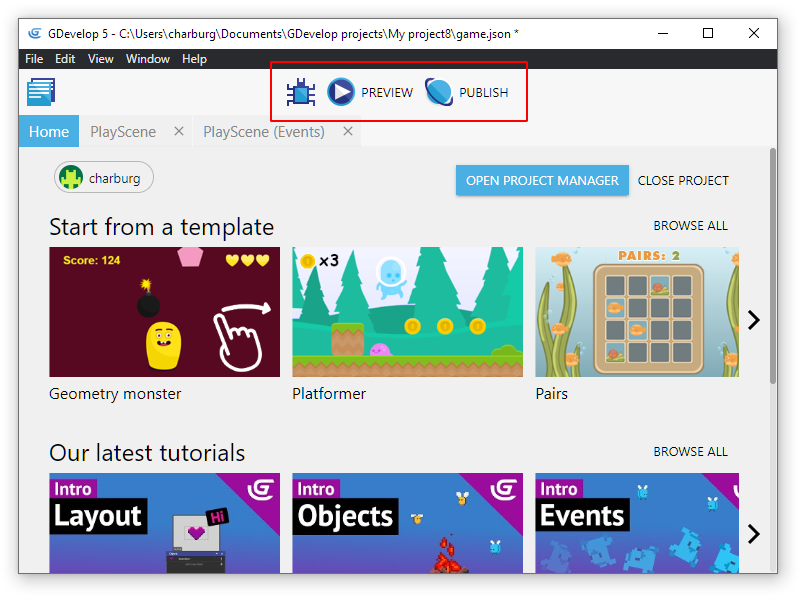 GDevelop 5 - C:\Users\charburg\Documents\GDevelop projects\My project8\game.json *
File Edit View Window Help
PREVIEW PUBLISH
Home PlayScene × PlayScene (Events) ×
charburg OPEN PROJECT MANAGER CLOSE PROJECT
Start from a template BROWSE ALL
Score: 124
x3
PAIRS: 2
Geometry monster Platformer Pairs
Our latest tutorials BROWSE ALL
Intro
Layout
Hi
Intro
Objects
Intro
Events